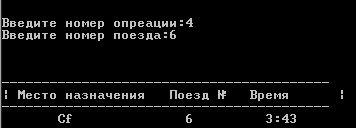 Введите номер опреации:4
Введите номер поезда:6
-----------------------------------------
¦ Место назначения Поезд № Время ¦
-----------------------------------------
Cf 6 3:43